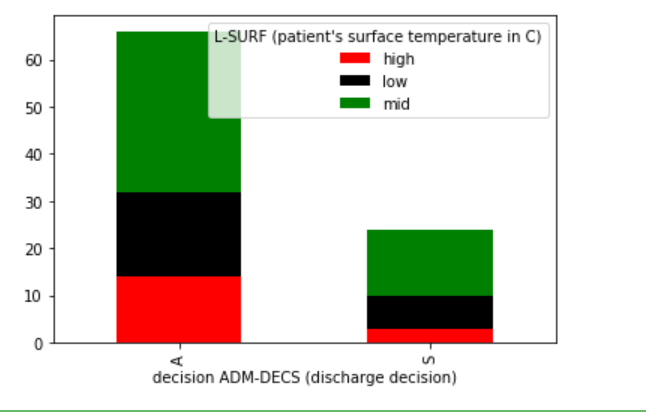 L-SURF (patient's surface temperature in C)
high
low
mid
60
50
40
30
20
10
0
A
S
decision ADM-DECS (discharge decision)